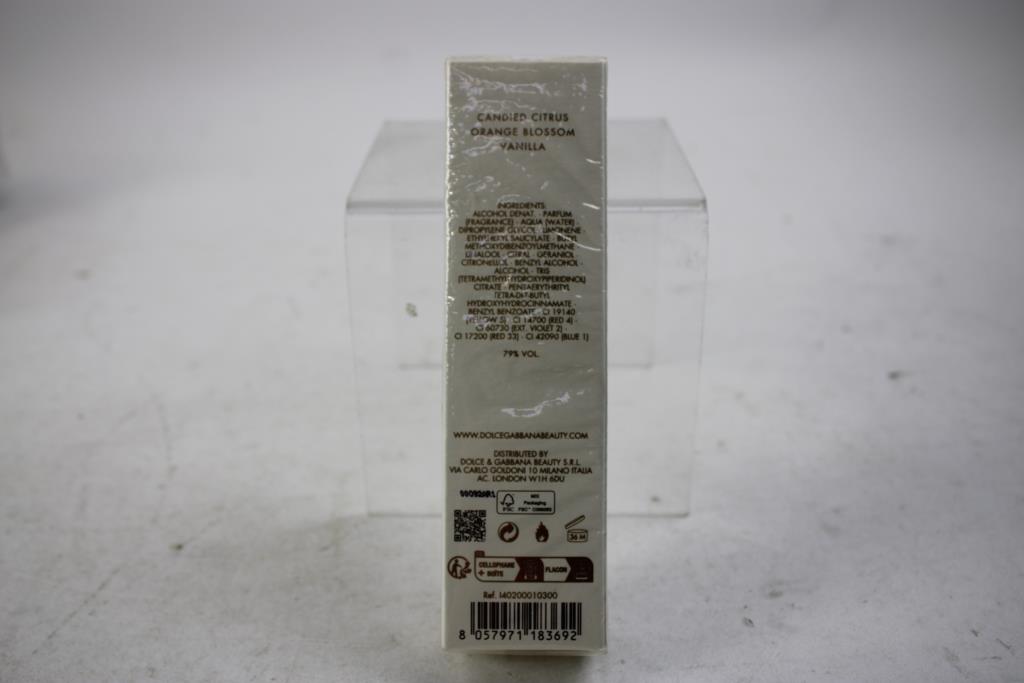 CANDIED CITRUS
ORANGE BLOSSOM
VANILLA
INGREDIENTS:
ALCOHOL DENAT. · PARFUM
(FRAGRANCE) · AQUA (WATER) ·
DIPROPYLENE GLYCOL · LIMONENE ·
ETHYLHEXYL SALICYLATE · BUTYL
METHOXYDIBENZOYLMETHANE ·
LINALOOL · CITRAL · GERANIOL ·
CITRONELLOL · BENZYL ALCOHOL ·
ALCOHOL · TRIS
(TETRAMETHYLHYDROXYPIPERIDINOL)
CITRATE · PENTAERYTHRITYL
TETRA-DI-T-BUTYL
HYDROXYHYDROCINNAMATE ·
BENZYL BENZOATE · CI 19140
(YELLOW 5) · CI 14700 (RED 4) ·
CI 60730 (EXT. VIOLET 2) ·
CI 17200 (RED 33) · CI 42090 (BLUE 1)
79% VOL.
WWW.DOLCEGABBANABEAUTY.COM
DISTRIBUTED BY
DOLCE & GABBANA BEAUTY S.R.L.
VIA CARLO GOLDONI 10 MILANO ITALIA
AC. LONDON W1H 6DU
MIX
Packaging
FSC
36 M
CELLOPHANE
+ BOÎTE
FLACON
Ref. I40200010300
8 057971 183692